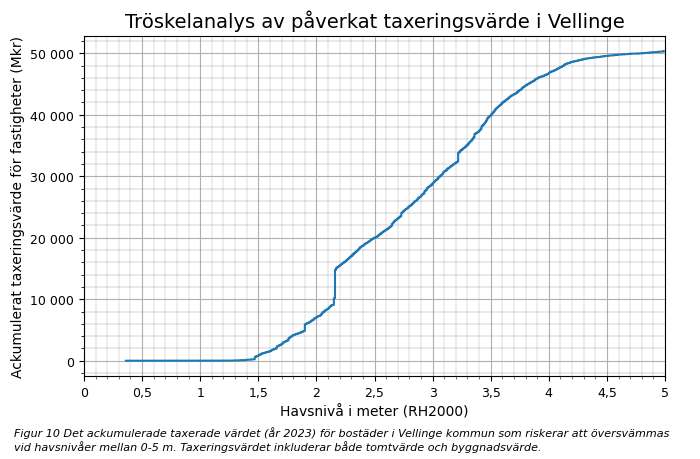 Tröskelanalys av påverkat taxeringsvärde i Vellinge
Ackumulerat taxeringsvärde för fastigheter (Mkr)
50 000
40 000
30 000
20 000
10 000
0
0 0,5 1 1,5 2 2,5 3 3,5 4 4,5 5
Havsnivå i meter (RH2000)
Figur 10 Det ackumulerade taxerade värdet (år 2023) för bostäder i Vellinge kommun som riskerar att översvämmas
vid havsnivåer mellan 0-5 m. Taxeringsvärdet inkluderar både tomtvärde och byggnadsvärde.